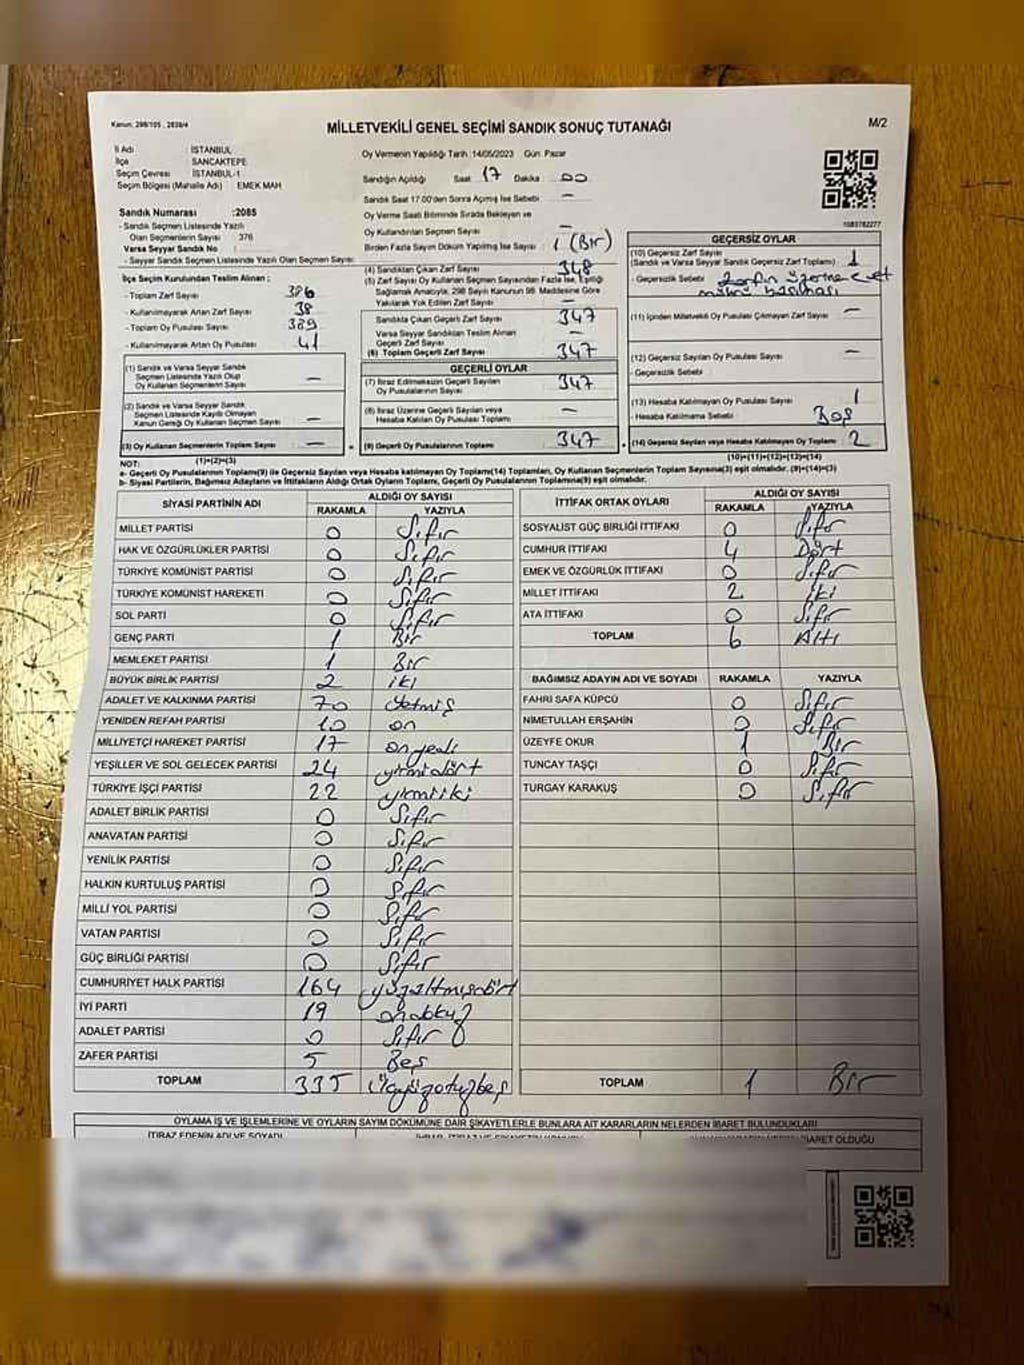 Kanun: 298/105 , 2839/4
MİLLETVEKİLİ GENEL SEÇİMİ SANDIK SONUÇ TUTANAĞI
M/2
İl Adı : İSTANBUL
İlçe : SANCAKTEPE
Seçim Çevresi : İSTANBUL-1
Seçim Bölgesi (Mahalle Adı) EMEK MAH
Sandık Numarası :2085
- Sandık Seçmen Listesinde Yazılı
Olan Seçmenlerin Sayısı : 376
Varsa Seyyar Sandık No :
- Seyyar Sandık Seçmen Listesinde Yazılı Olan Seçmen Sayısı:
Oy Vermenin Yapıldığı Tarih :14/05/2023 Gün: Pazar
Sandığın Açıldığı Saat 17 Dakika 00
Sandık Saat 17.00'den Sonra Açılmış İse Sebebi : —
Oy Verme Saati Bitiminde Sırada Bekleyen ve
Oy Kullandırılan Seçmen Sayısı : —
Birden Fazla Sayım Döküm Yapılmış İse Sayısı : 1 (Bir)
1083782277
İlçe Seçim Kurulundan Teslim Alınan ;
- Toplam Zarf Sayısı : 386
- Kullanılmayarak Artan Zarf Sayısı : 38
- Toplam Oy Pusulası Sayısı : 389
- Kullanılmayarak Artan Oy Pusulası : 41
(1) Sandık ve Varsa Seyyar Sandık
Seçmen Listesinde Yazılı Olup
Oy Kullanan Seçmenlerin Sayısı : —
(2) Sandık ve Varsa Seyyar Sandık
Seçmen Listesinde Kayıtlı Olmayan
Kanun Gereği Oy Kullanan Seçmen Sayısı : —
(3) Oy Kullanan Seçmenlerin Toplam Sayısı : —
(1)+(2)=(3)
(4) Sandıktan Çıkan Zarf Sayısı : 348
(5) Zarf Sayısı Oy Kullanan Seçmen Sayısından Fazla İse, Eşitliği
Sağlamak Amacıyla, 298 Sayılı Kanunun 98. Maddesine Göre
Yakılarak Yok Edilen Zarf Sayısı : —
Sandıkta Çıkan Geçerli Zarf Sayısı : 347
Varsa Seyyar Sandıktan Teslim Alınan
Geçerli Zarf Sayısı : —
(6) Toplam Geçerli Zarf Sayısı : 347
GEÇERLİ OYLAR
(7) İtiraz Edilmeksizin Geçerli Sayılan
Oy Pusulalarının Sayısı : 347
(8) İtiraz Üzerine Geçerli Sayılan veya
Hesaba Katılan Oy Pusulası Toplamı : —
(9) Geçerli Oy Pusulalarının Toplamı : 347
GEÇERSİZ OYLAR
(10) Geçersiz Zarf Sayısı
(Sandık ve Varsa Seyyar Sandık Geçersiz Zarf Toplamı) : 1
- Geçersizlik Sebebi : Zarfın üzerine evet
mührü basılması
(11) İçinden Milletvekili Oy Pusulası Çıkmayan Zarf Sayısı : —
(12) Geçersiz Sayılan Oy Pusulası Sayısı : —
- Geçersizlik Sebebi :
(13) Hesaba Katılmayan Oy Pusulası Sayısı : 1
- Hesaba Katılmama Sebebi : Boş
(14) Geçersiz Sayılan veya Hesaba Katılmayan Oy Toplamı : 2
(10)+(11)+(12)+(13)=(14)
NOT:
a- Geçerli Oy Pusulalarının Toplamı(9) ile Geçersiz Sayılan veya Hesaba katılmayan Oy Toplamı(14) Toplamları, Oy Kullanan Seçmenlerin Toplam Sayısına(3) eşit olmalıdır. (9)+(14)=(3)
b- Siyasi Partilerin, Bağımsız Adayların ve İttifakların Aldığı Ortak Oyların Toplamı, Geçerli Oy Pusulalarının Toplamına(9) eşit olmalıdır.
SİYASİ PARTİNİN ADI ALDIĞI OY SAYISI
RAKAMLA YAZIYLA
MİLLET PARTİSİ 0 Sıfır
HAK VE ÖZGÜRLÜKLER PARTİSİ 0 Sıfır
TÜRKİYE KOMÜNİST PARTİSİ 0 Sıfır
TÜRKİYE KOMÜNİST HAREKETİ 0 Sıfır
SOL PARTİ 0 Sıfır
GENÇ PARTİ 1 Bir
MEMLEKET PARTİSİ 1 Bir
BÜYÜK BİRLİK PARTİSİ 2 iki
ADALET VE KALKINMA PARTİSİ 70 Yetmiş
YENİDEN REFAH PARTİSİ 10 on
MİLLİYETÇİ HAREKET PARTİSİ 17 onyedi
YEŞİLLER VE SOL GELECEK PARTİSİ 24 yirmidört
TÜRKİYE İŞÇİ PARTİSİ 22 yirmiiki
ADALET BİRLİK PARTİSİ 0 Sıfır
ANAVATAN PARTİSİ 0 Sıfır
YENİLİK PARTİSİ 0 Sıfır
HALKIN KURTULUŞ PARTİSİ 0 Sıfır
MİLLİ YOL PARTİSİ 0 Sıfır
VATAN PARTİSİ 0 Sıfır
GÜÇ BİRLİĞİ PARTİSİ 0 Sıfır
CUMHURİYET HALK PARTİSİ 164 yüzaltmışdört
İYİ PARTİ 19 ondokuz
ADALET PARTİSİ 0 Sıfır
ZAFER PARTİSİ 5 Beş
TOPLAM 335 Üçyüzotuzbeş
İTTİFAK ORTAK OYLARI ALDIĞI OY SAYISI
RAKAMLA YAZIYLA
SOSYALİST GÜÇ BİRLİĞİ İTTİFAKI 0 Sıfır
CUMHUR İTTİFAKI 4 Dört
EMEK VE ÖZGÜRLÜK İTTİFAKI 0 Sıfır
MİLLET İTTİFAKI 2 iki
ATA İTTİFAKI 0 Sıfır
TOPLAM 6 Altı
BAĞIMSIZ ADAYIN ADI VE SOYADI RAKAMLA YAZIYLA
FAHRİ SAFA KÜPCÜ 0 Sıfır
NİMETULLAH ERŞAHİN 0 Sıfır
ÜZEYFE OKUR 1 Bir
TUNCAY TAŞÇI 0 Sıfır
TURGAY KARAKUŞ 0 Sıfır
TOPLAM 1 Bir
OYLAMA İŞ VE İŞLEMLERİNE VE OYLARIN SAYIM DÖKÜMÜNE DAİR ŞİKAYETLERLE BUNLARA AİT KARARLARIN NELERDEN İBARET BULUNDUKLARI
İTİRAZ EDENİN ADI VE SOYADI
İBARET OLDUĞU